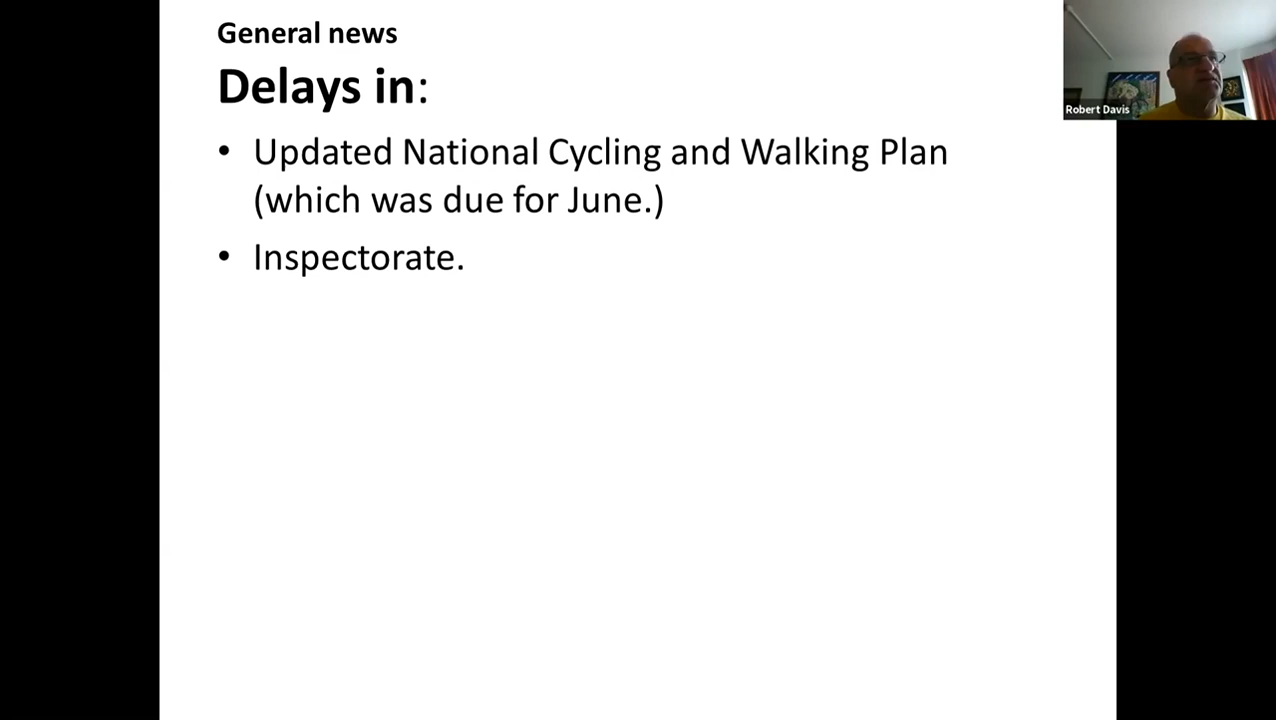 General news
Delays in:
• Updated National Cycling and Walking Plan
(which was due for June.)
• Inspectorate.
Robert Davis